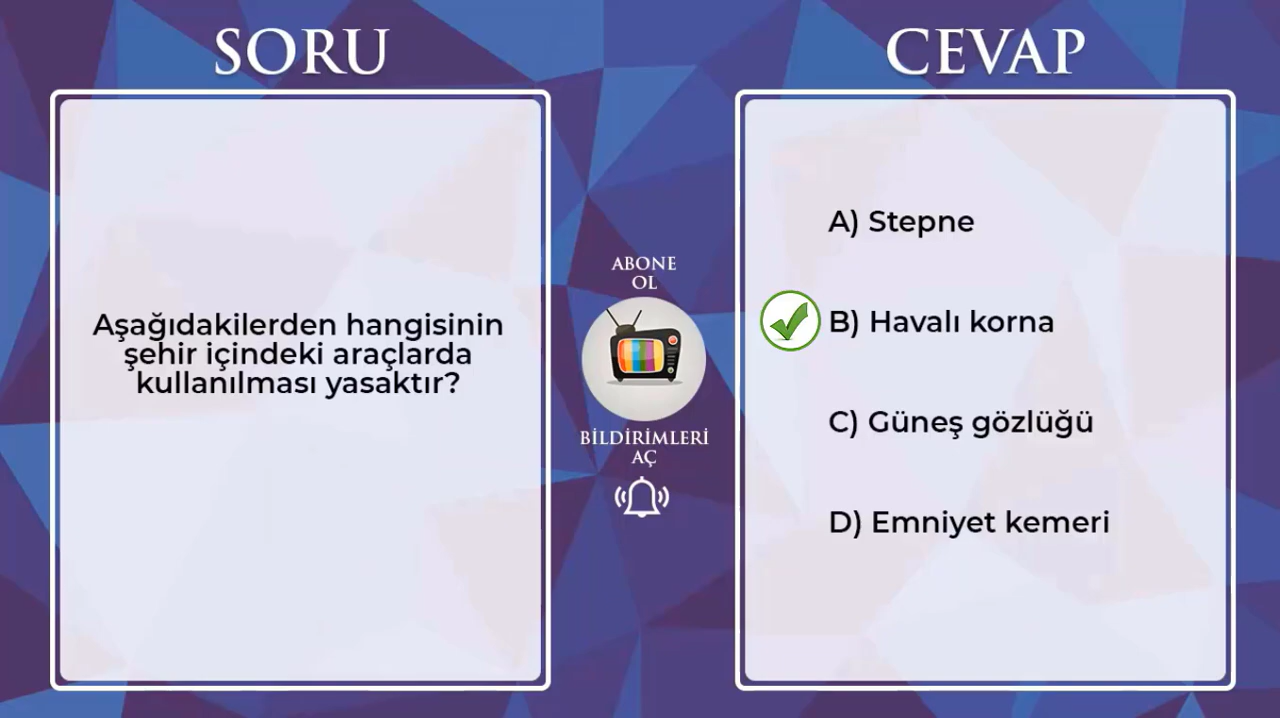 SORU
Aşağıdakilerden hangisinin
şehir içindeki araçlarda
kullanılması yasaktır?
ABONE
OL
BİLDİRİMLERİ
AÇ
CEVAP
A) Stepne
B) Havalı korna
C) Güneş gözlüğü
D) Emniyet kemeri